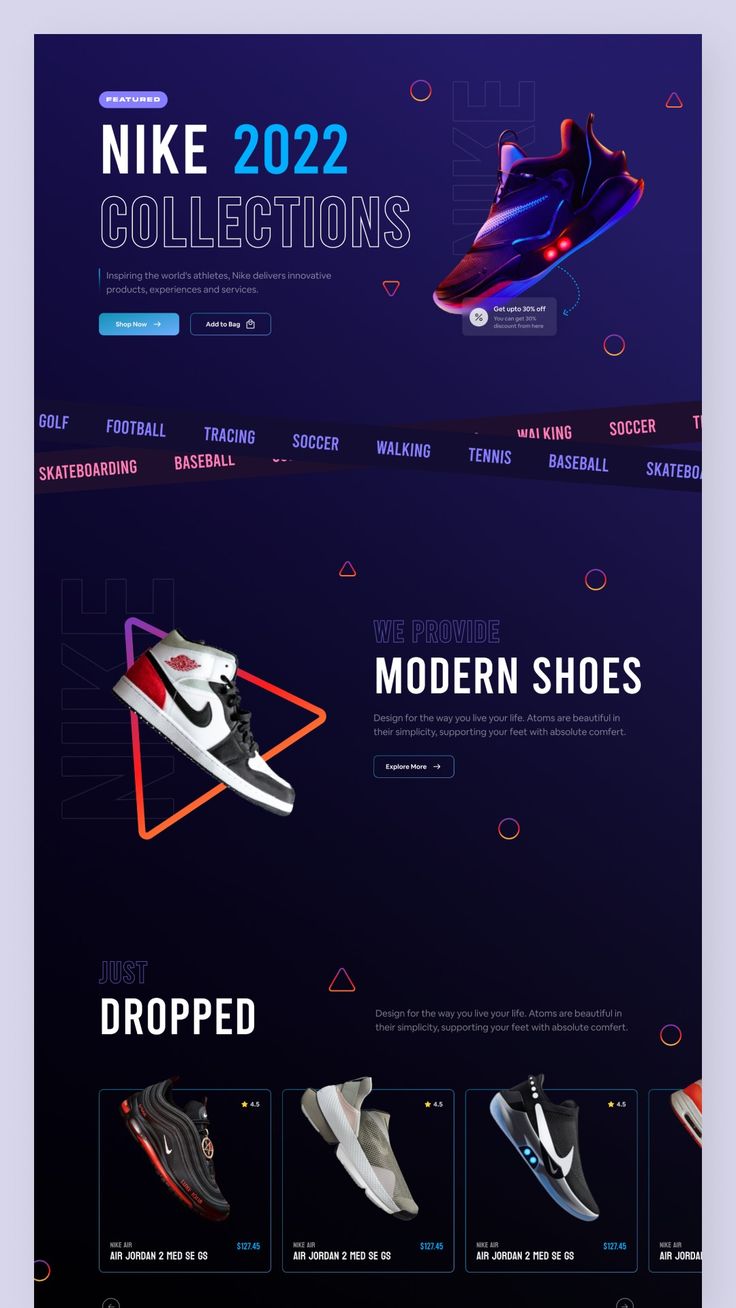 FEATURED
NIKE 2022
COLLECTIONS
NIKE
Inspiring the world's athletes, Nike delivers innovative
products, experiences and services.
Shop Now
Add to Bag
%
Get upto 30% off
You can get 30%
discount from here
GOLF FOOTBALL TRACING SOCCER WALKING TENNIS BASEBALL SKATEBOA
SKATEBOARDING BASEBALL WALKING SOCCER
NIKE
WE PROVIDE
MODERN SHOES
Design for the way you live your life. Atoms are beautiful in
their simplicity, supporting your feet with absolute comfert.
Explore More
JUST
DROPPED
Design for the way you live your life. Atoms are beautiful in
their simplicity, supporting your feet with absolute comfert.
4.5
NIKE AIR
AIR JORDAN 2 MED SE GS
$127.45
4.5
NIKE AIR
AIR JORDAN 2 MED SE GS
$127.45
4.5
NIKE AIR
AIR JORDAN 2 MED SE GS
$127.45
NIKE AIR
AIR JORDA